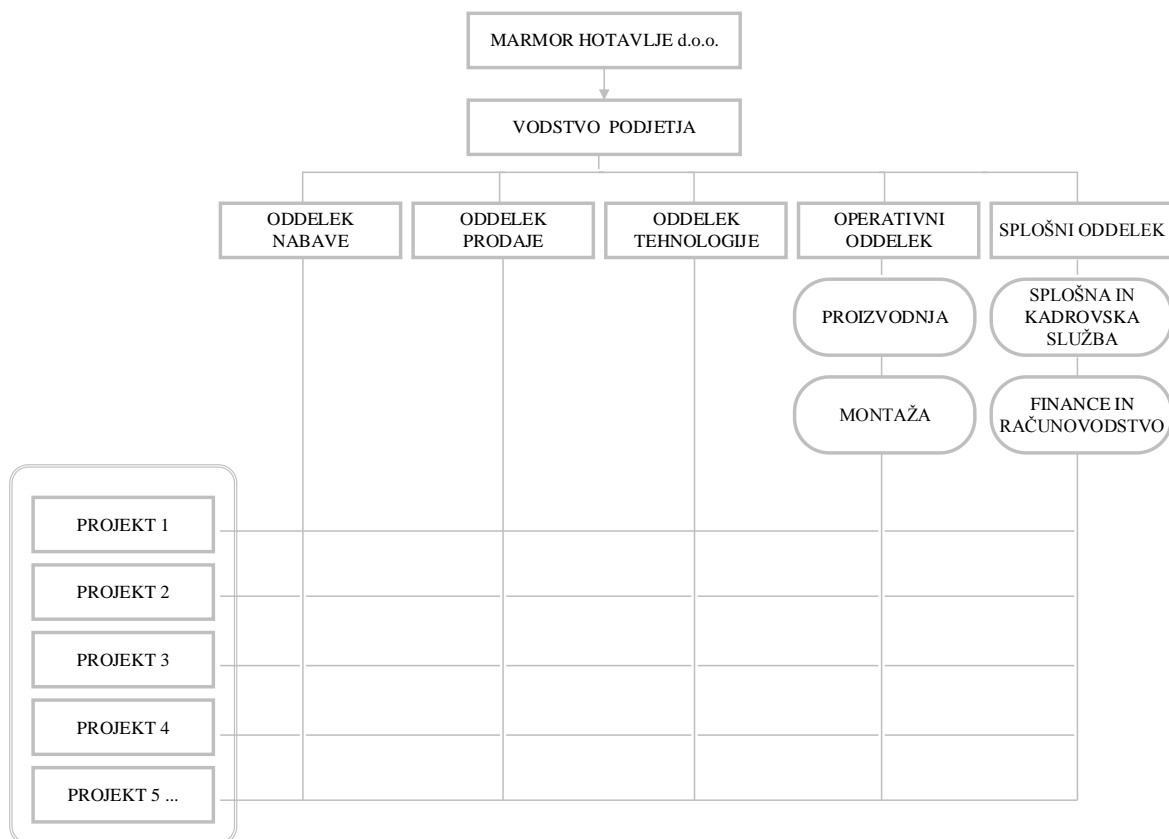 MARMOR HOTAVLJE d.o.o.
VODSTVO PODJETJA
ODDELEK
NABAVE
ODDELEK
PRODAJE
ODDELEK
TEHNOLOGIJE
OPERATIVNI
ODDELEK
SPLOŠNI ODDELEK
PROIZVODNJA
SPLOŠNA IN
KADROVSKA
SLUŽBA
MONTAŽA
FINANCE IN
RAČUNOVODSTVO
PROJEKT 1
PROJEKT 2
PROJEKT 3
PROJEKT 4
PROJEKT 5 ...